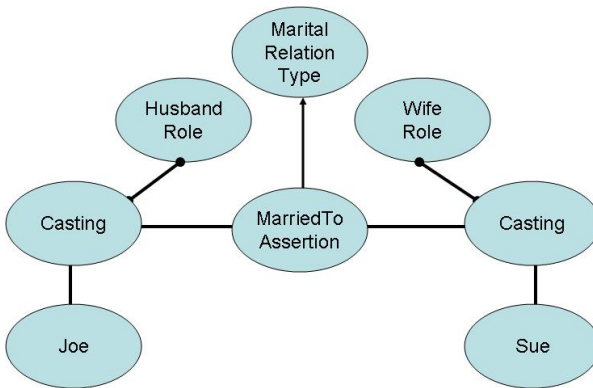 Marital
Relation
Type
Husband
Role
Wife
Role
Casting
MarriedTo
Assertion
Casting
Joe
Sue